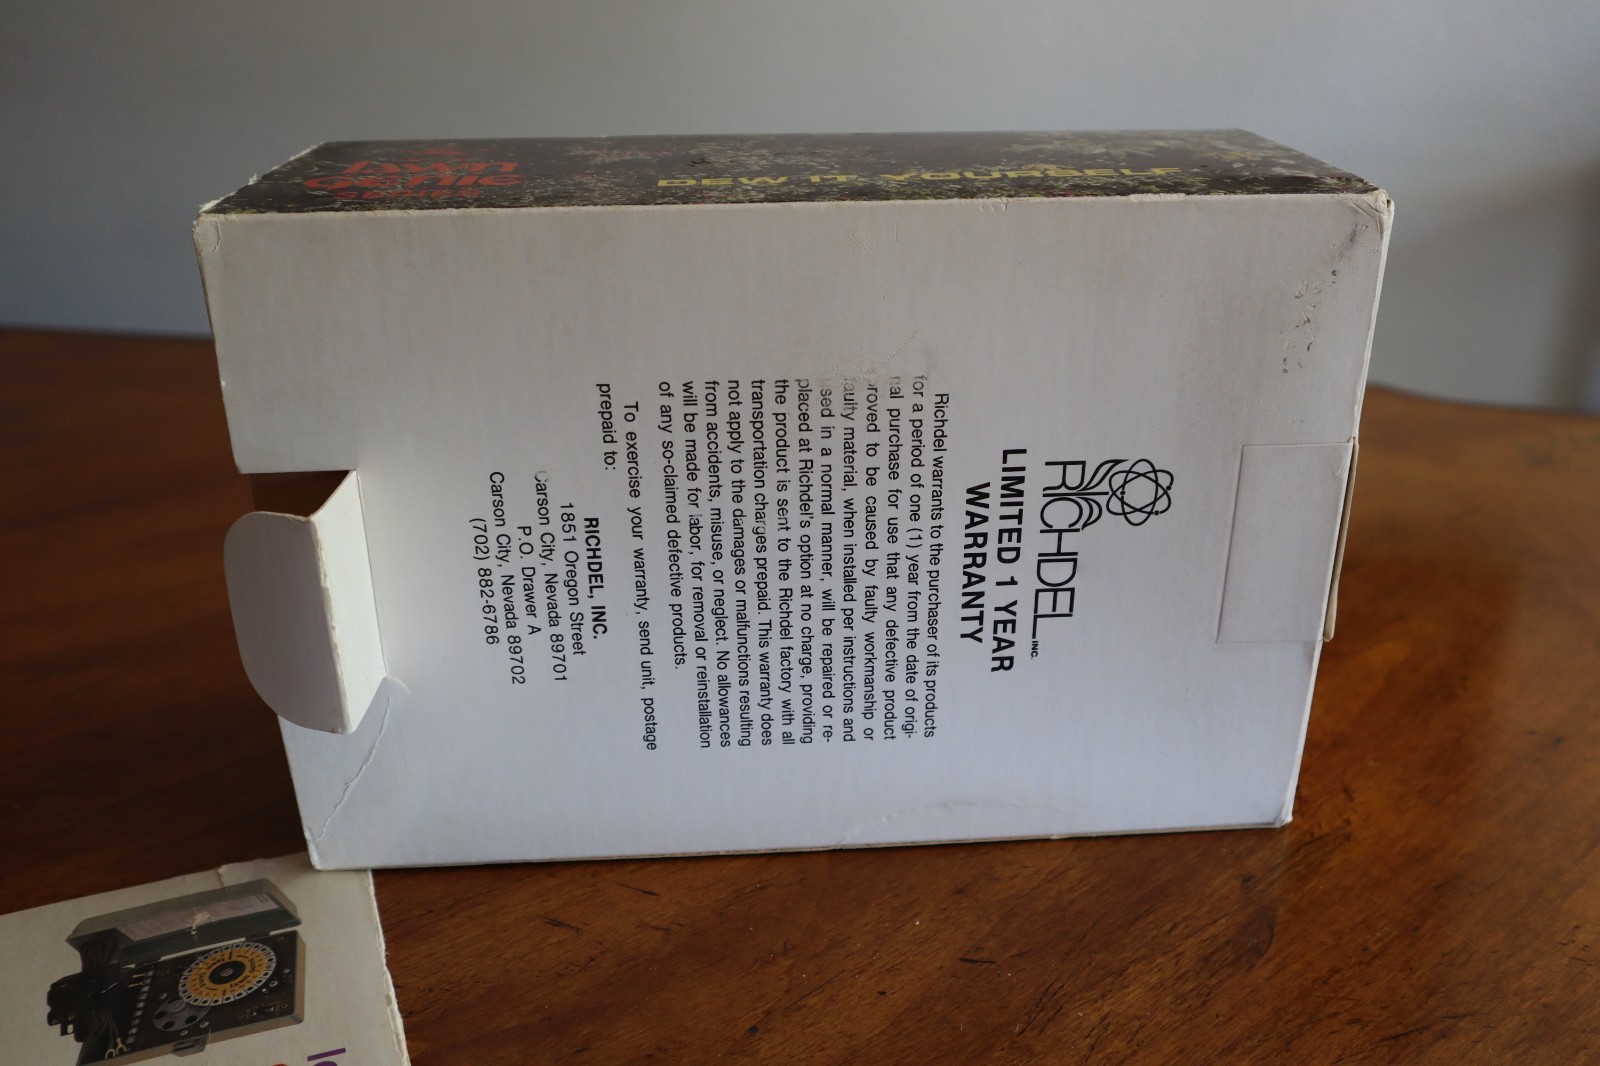 lawn
genie
series
DEW IT YOURSELF
RICHDEL INC.
LIMITED 1 YEAR
WARRANTY
Richdel warrants to the purchaser of its products
for a period of one (1) year from the date of origi-
nal purchase for use that any defective product
proved to be caused by faulty workmanship or
faulty material, when installed per instructions and
used in a normal manner, will be repaired or re-
placed at Richdel's option at no charge, providing
the product is sent to the Richdel factory with all
transportation charges prepaid. This warranty does
not apply to the damages or malfunctions resulting
from accidents, misuse, or neglect. No allowances
will be made for labor, for removal or reinstallation
of any so-claimed defective products.
To exercise your warranty, send unit, postage
prepaid to:
RICHDEL, INC.
1851 Oregon Street
Carson City, Nevada 89701
P.O. Drawer A
Carson City, Nevada 89702
(702) 882-6786